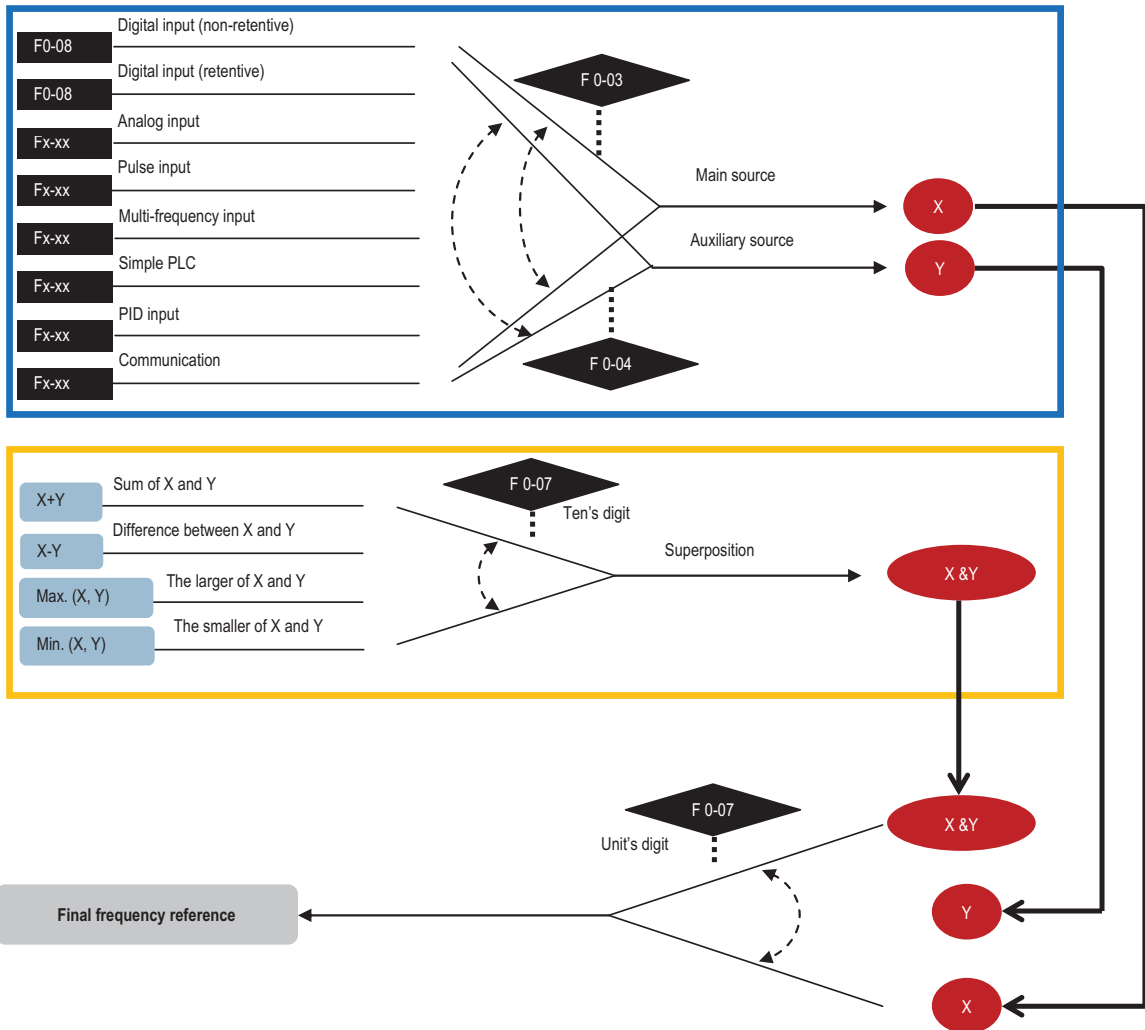 Digital input (non-retentive)
F0-08
Digital input (retentive)
F0-08
F 0-03
Analog input
Fx-xx
Pulse input
Fx-xx
Main source
X
Multi-frequency input
Fx-xx
Auxiliary source
Y
Simple PLC
Fx-xx
PID input
Fx-xx
Communication
Fx-xx
F 0-04
Sum of X and Y
X+Y
F 0-07
Ten's digit
Difference between X and Y
X-Y
Superposition
X &Y
The larger of X and Y
Max. (X, Y)
The smaller of X and Y
Min. (X, Y)
F 0-07
X &Y
Unit's digit
Final frequency reference
Y
X